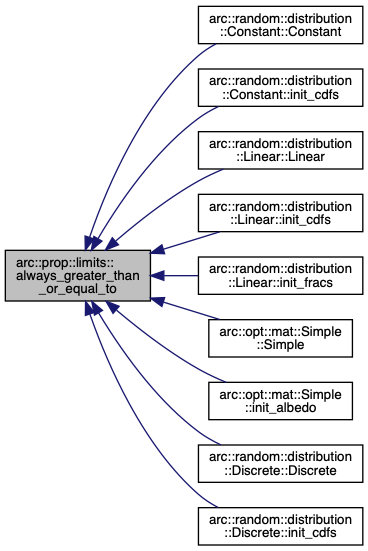 arc::random::distribution
::Constant::Constant
arc::random::distribution
::Constant::init_cdfs
arc::random::distribution
::Linear::Linear
arc::random::distribution
::Linear::init_cdfs
arc::prop::limits::
always_greater_than
_or_equal_to
arc::random::distribution
::Linear::init_fracs
arc::opt::mat::Simple
::Simple
arc::opt::mat::Simple
::init_albedo
arc::random::distribution
::Discrete::Discrete
arc::random::distribution
::Discrete::init_cdfs